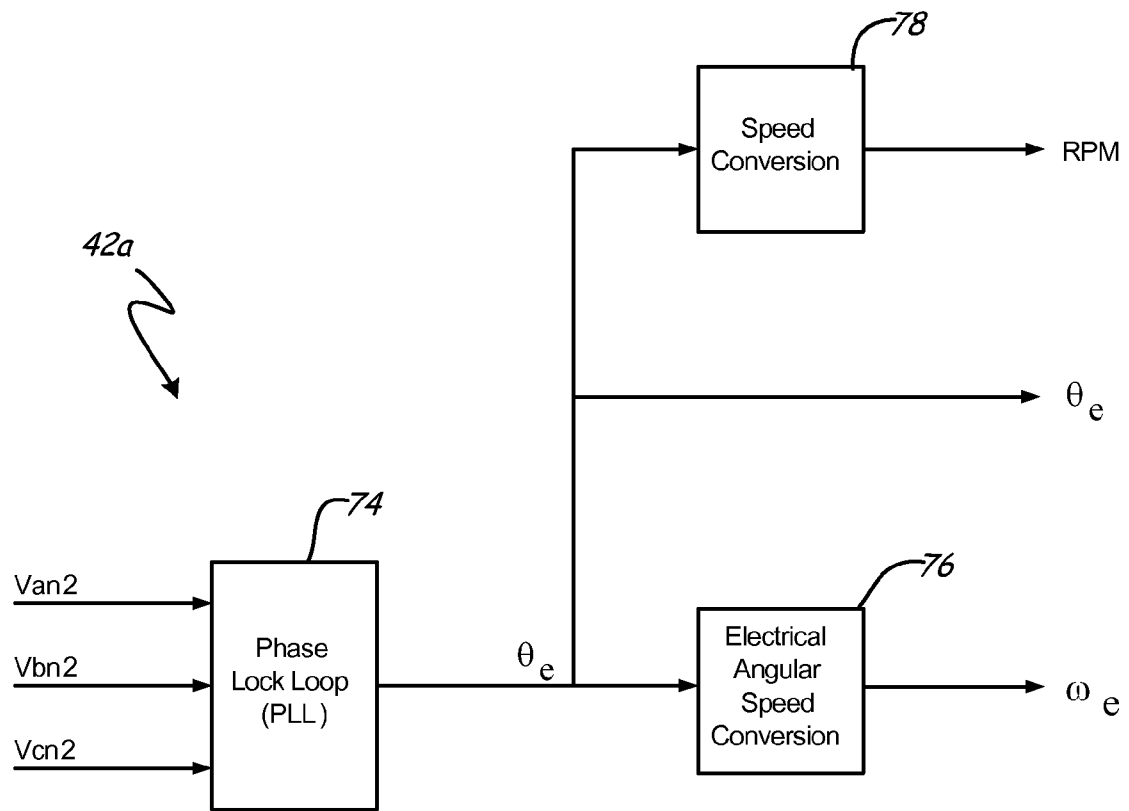 78
Speed
Conversion
RPM
42a
θe
74
76
Van2
Vbn2
Vcn2
Phase
Lock Loop
(PLL)
θe
Electrical
Angular
Speed
Conversion
ωe